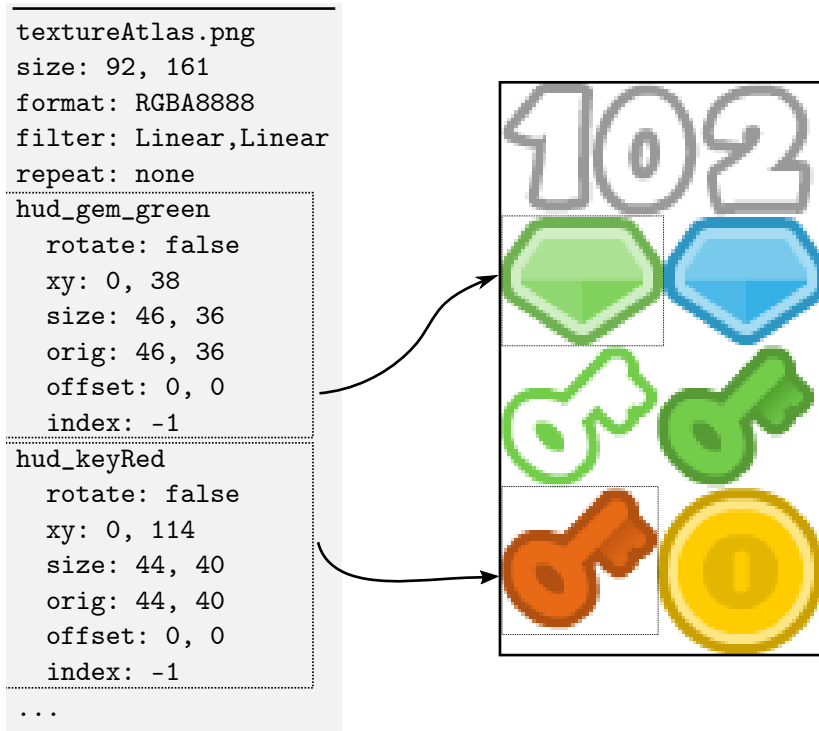 textureAtlas.png
size: 92, 161
format: RGBA8888
filter: Linear,Linear
repeat: none
hud_gem_green
  rotate: false
  xy: 0, 38
  size: 46, 36
  orig: 46, 36
  offset: 0, 0
  index: -1
hud_keyRed
  rotate: false
  xy: 0, 114
  size: 44, 40
  orig: 44, 40
  offset: 0, 0
  index: -1
...
102